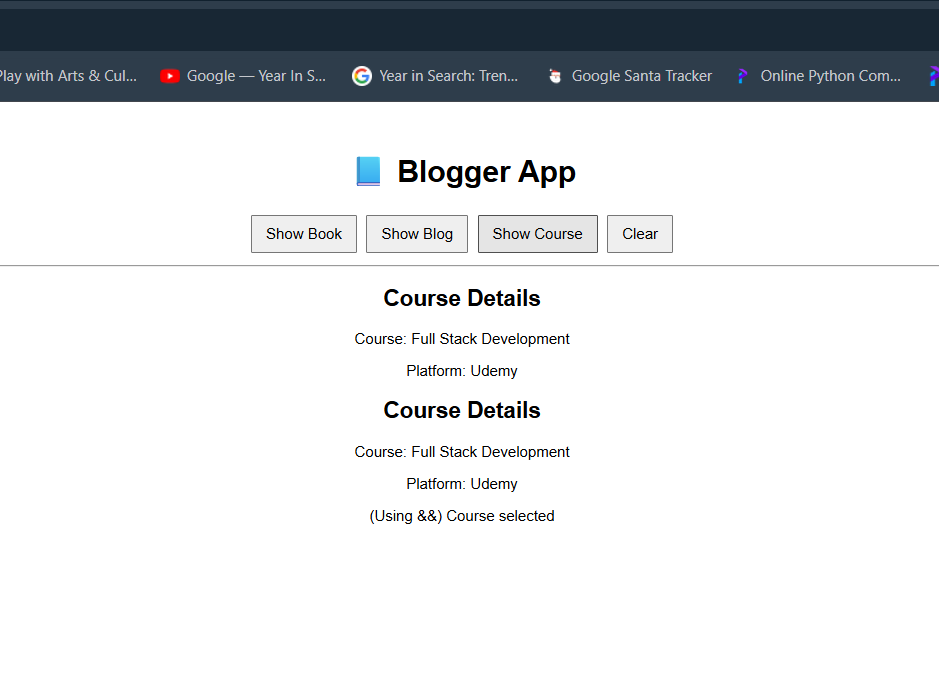 Play with Arts & Cul... Google — Year In S... Year in Search: Tren... Google Santa Tracker Online Python Com...
Blogger App
Show Book Show Blog Show Course Clear
Course Details
Course: Full Stack Development
Platform: Udemy
Course Details
Course: Full Stack Development
Platform: Udemy
(Using &&) Course selected